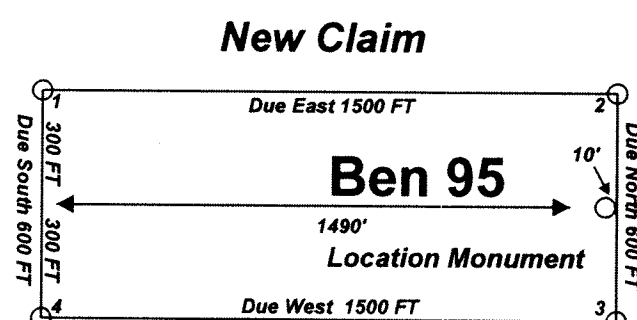 New Claim
1
Due East 1500 FT
2
Due South 600 FT
300 FT
300 FT
Ben 95
10'
Due North 600 FT
1490'
Location Monument
4
Due West 1500 FT
3